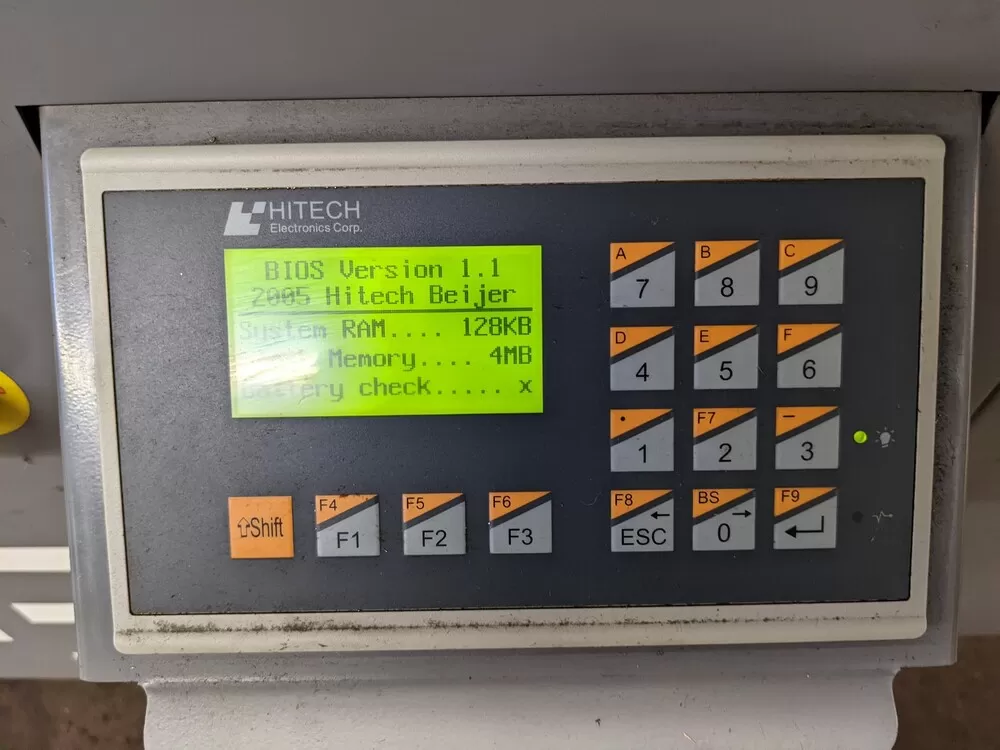 HITECH
Electronics Corp.
BIOS Version 1.1
2005 Hitech Beijer
System RAM.... 128KB
Memory.... 4MB
Battery check..... x
A
7
B
8
C
9
D
4
E
5
F
6
•
1
F7
2
–
3
⇧Shift
F4
F1
F5
F2
F6
F3
F8
← ESC
BS
→ 0
F9
↵